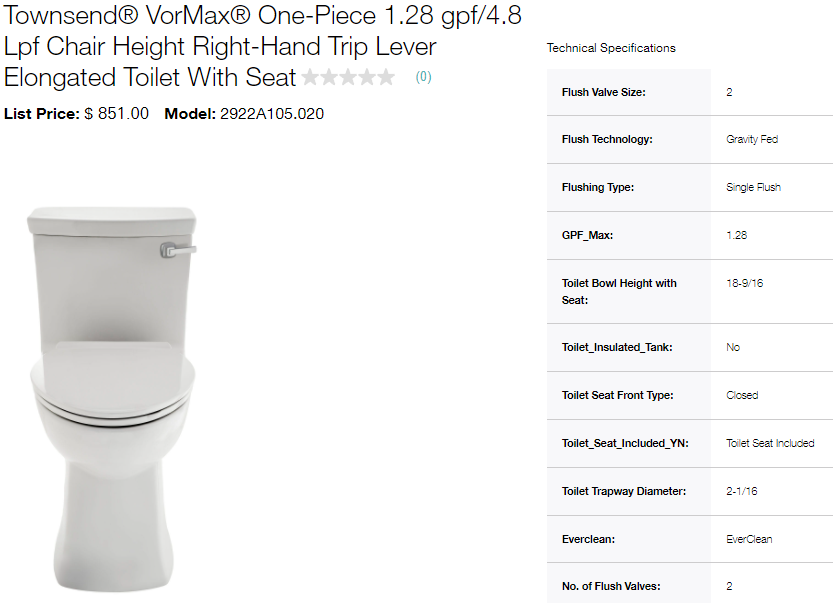 Townsend® VorMax® One-Piece 1.28 gpf/4.8
Lpf Chair Height Right-Hand Trip Lever
Elongated Toilet With Seat (0)
List Price: $ 851.00 Model: 2922A105.020
Technical Specifications
Flush Valve Size: 2
Flush Technology: Gravity Fed
Flushing Type: Single Flush
GPF_Max: 1.28
Toilet Bowl Height with 18-9/16
Seat:
Toilet_Insulated_Tank: No
Toilet Seat Front Type: Closed
Toilet_Seat_Included_YN: Toilet Seat Included
Toilet Trapway Diameter: 2-1/16
Everclean: EverClean
No. of Flush Valves: 2